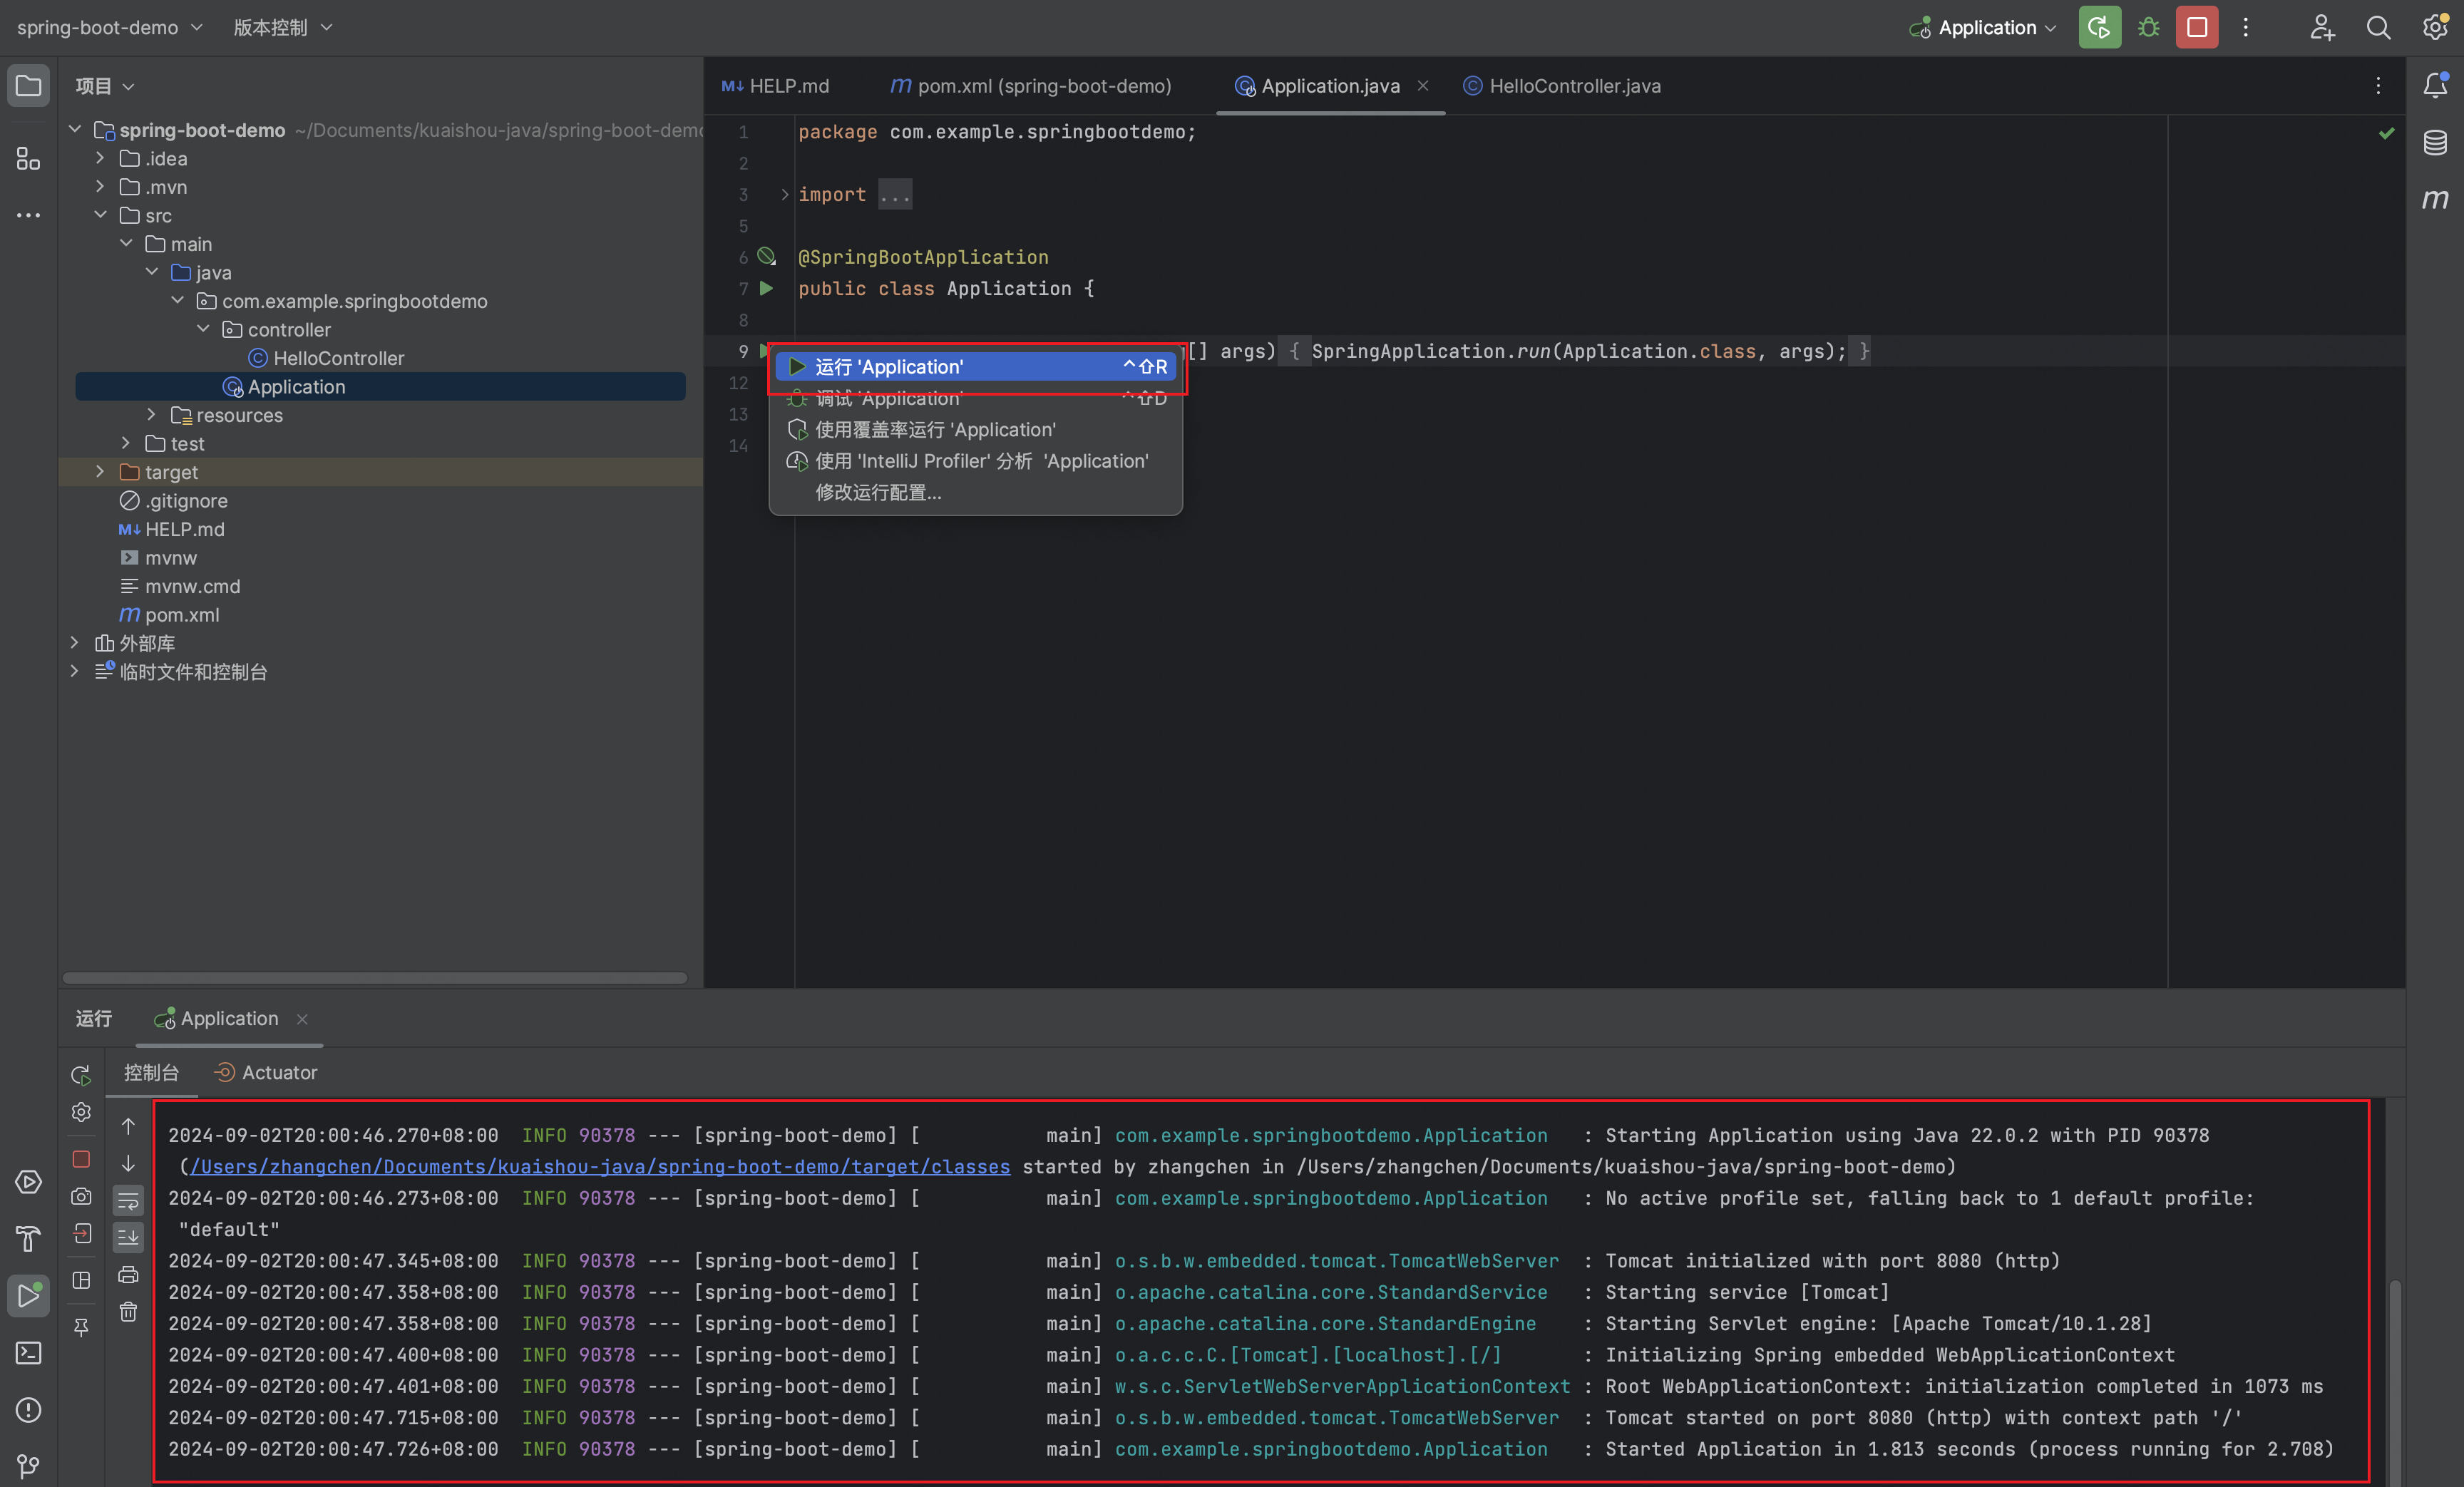 spring-boot-demo 版本控制 Application
项目
spring-boot-demo ~/Documents/kuaishou-java/spring-boot-demo
.idea
.mvn
src
main
java
com.example.springbootdemo
controller
HelloController
Application
resources
test
target
.gitignore
M↓ HELP.md
mvnw
mvnw.cmd
m pom.xml
外部库
临时文件和控制台
M↓ HELP.md m pom.xml (spring-boot-demo) Application.java HelloController.java
1 package com.example.springbootdemo;
2
3 import ...
5
6 @SpringBootApplication
7 public class Application {
8
9 [] args) { SpringApplication.run(Application.class, args); }
12
13
14
运行 'Application' ^⇧R
调试 'Application' ^⇧D
使用覆盖率运行 'Application'
使用 'IntelliJ Profiler' 分析 'Application'
修改运行配置...
m
运行 Application
控制台 Actuator
2024-09-02T20:00:46.270+08:00 INFO 90378 --- [spring-boot-demo] [ main] com.example.springbootdemo.Application : Starting Application using Java 22.0.2 with PID 90378
(/Users/zhangchen/Documents/kuaishou-java/spring-boot-demo/target/classes started by zhangchen in /Users/zhangchen/Documents/kuaishou-java/spring-boot-demo)
2024-09-02T20:00:46.273+08:00 INFO 90378 --- [spring-boot-demo] [ main] com.example.springbootdemo.Application : No active profile set, falling back to 1 default profile:
"default"
2024-09-02T20:00:47.345+08:00 INFO 90378 --- [spring-boot-demo] [ main] o.s.b.w.embedded.tomcat.TomcatWebServer : Tomcat initialized with port 8080 (http)
2024-09-02T20:00:47.358+08:00 INFO 90378 --- [spring-boot-demo] [ main] o.apache.catalina.core.StandardService : Starting service [Tomcat]
2024-09-02T20:00:47.358+08:00 INFO 90378 --- [spring-boot-demo] [ main] o.apache.catalina.core.StandardEngine : Starting Servlet engine: [Apache Tomcat/10.1.28]
2024-09-02T20:00:47.400+08:00 INFO 90378 --- [spring-boot-demo] [ main] o.a.c.c.C.[Tomcat].[localhost].[/] : Initializing Spring embedded WebApplicationContext
2024-09-02T20:00:47.401+08:00 INFO 90378 --- [spring-boot-demo] [ main] w.s.c.ServletWebServerApplicationContext : Root WebApplicationContext: initialization completed in 1073 ms
2024-09-02T20:00:47.715+08:00 INFO 90378 --- [spring-boot-demo] [ main] o.s.b.w.embedded.tomcat.TomcatWebServer : Tomcat started on port 8080 (http) with context path '/'
2024-09-02T20:00:47.726+08:00 INFO 90378 --- [spring-boot-demo] [ main] com.example.springbootdemo.Application : Started Application in 1.813 seconds (process running for 2.708)